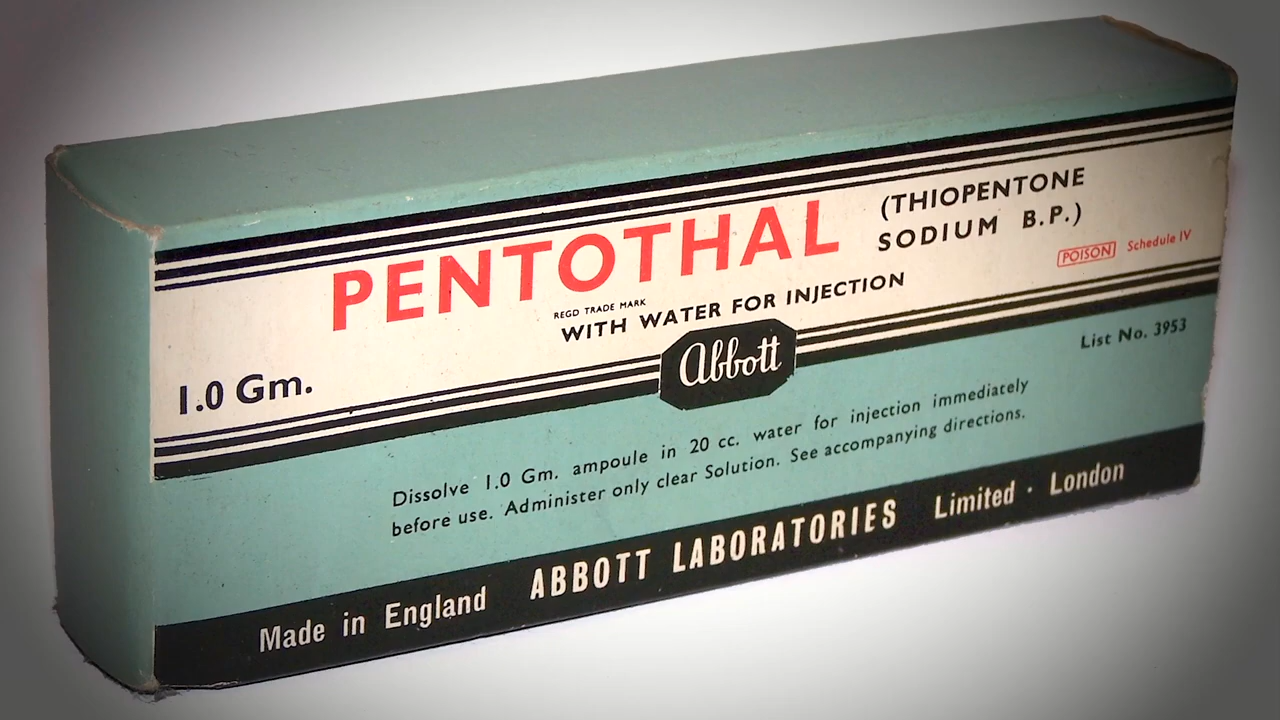 PENTOTHAL
(THIOPENTONE
SODIUM B.P.)
POISON Schedule IV
REGD TRADE MARK
WITH WATER FOR INJECTION
1.0 Gm.
Abbott
List No. 3953
Dissolve 1.0 Gm. ampoule in 20 cc. water for injection immediately
before use. Administer only clear Solution. See accompanying directions.
Made in England ABBOTT LABORATORIES Limited · London